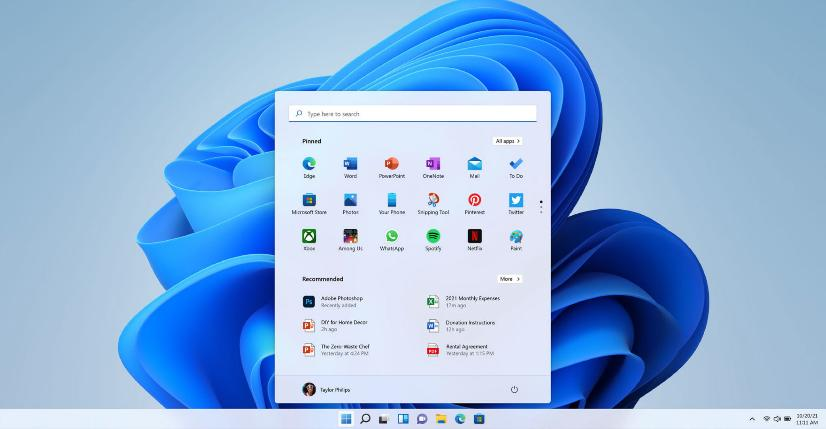 Type here to search
Pinned
All apps >
Edge
Word
PowerPoint
OneNote
Mail
To Do
Microsoft Store
Photos
Your Phone
Snipping Tool
Pinterest
Twitter
Xbox
Among Us
WhatsApp
Spotify
Netflix
Paint
Recommended
More >
Ps
Adobe Photoshop
Recently added
2021 Monthly Expenses
17m ago
DIY for Home Decor
2h ago
Donation Instructions
12h ago
The Zero-Waste Chef
Yesterday at 4:24 PM
PDF
Rental Agreement
Yesterday at 1:15 PM
Taylor Philips
10/20/21
11:11 AM